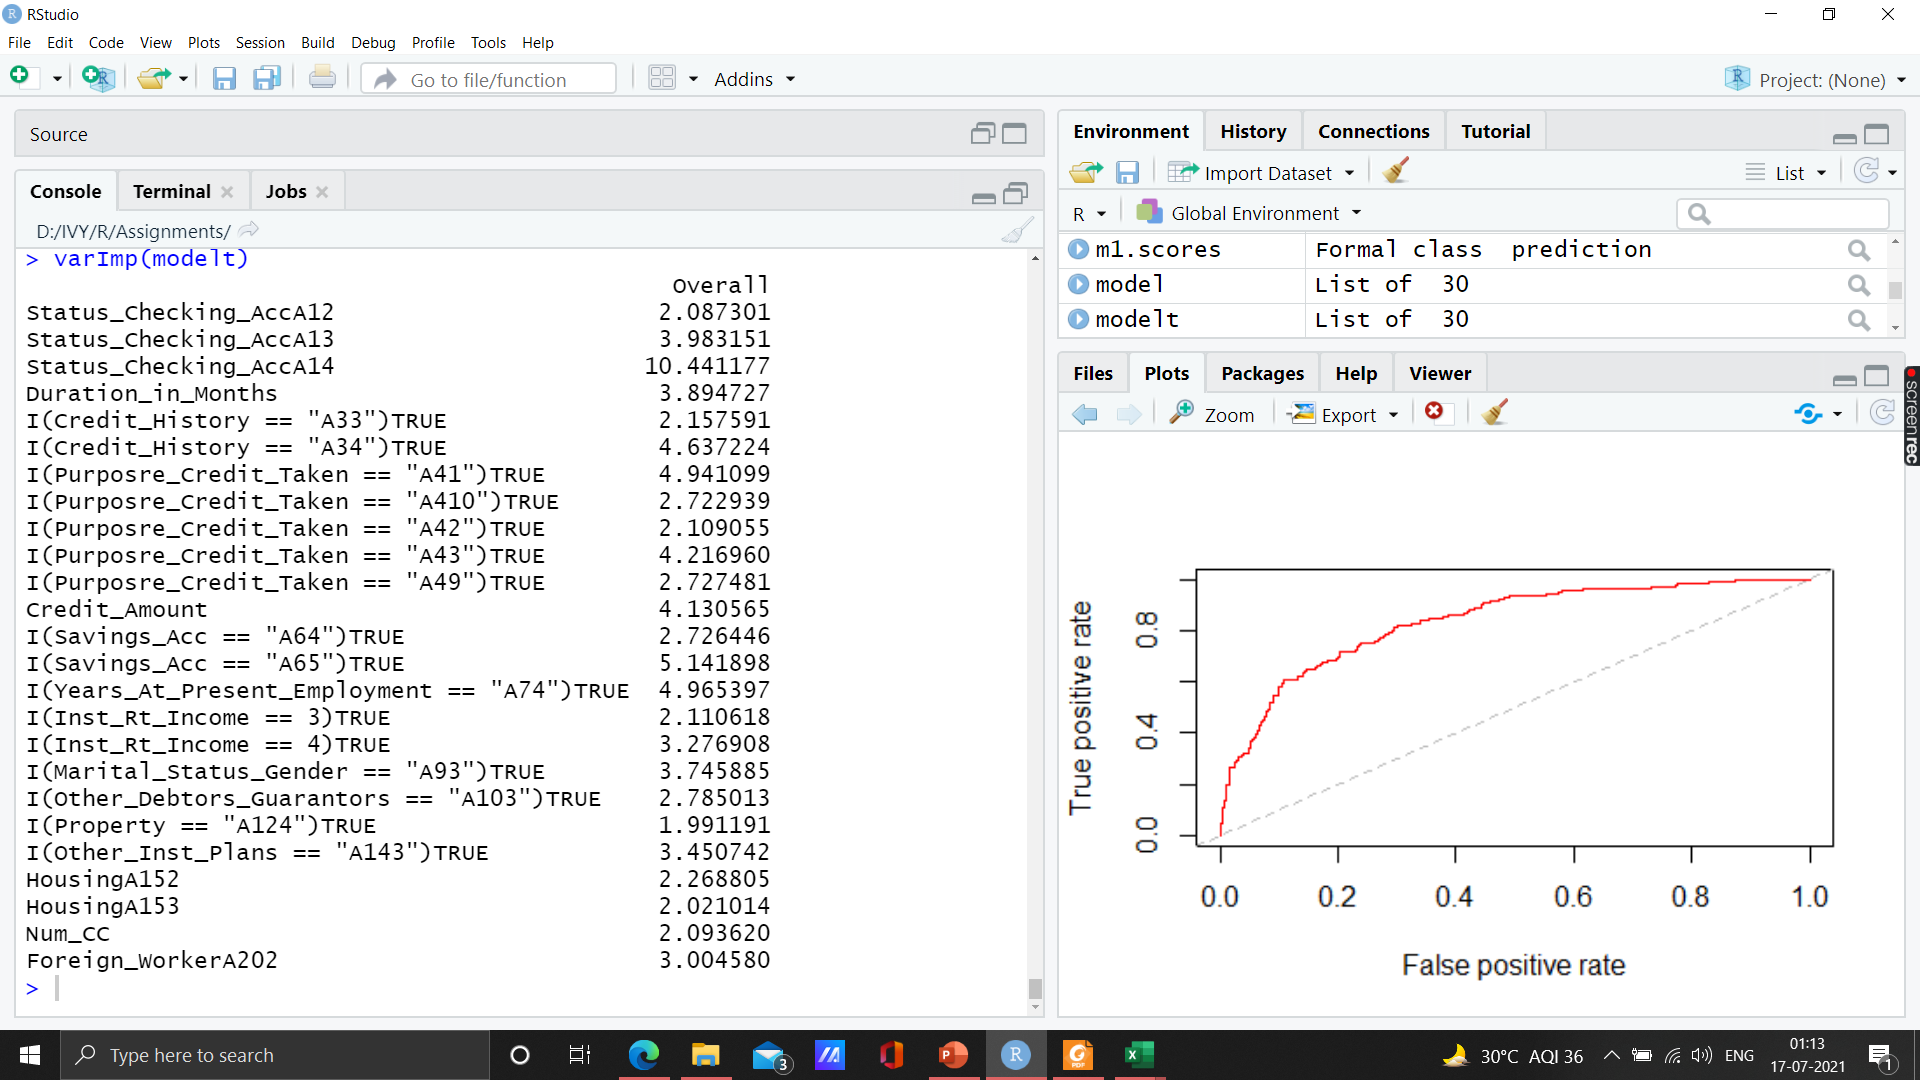 RStudio
File Edit Code View Plots Session Build Debug Profile Tools Help
Go to file/function Addins Project: (None)
Source
Console Terminal Jobs
D:/IVY/R/Assignments/
> varImp(modelt)
Overall
Status_Checking_AccA12 2.087301
Status_Checking_AccA13 3.983151
Status_Checking_AccA14 10.441177
Duration_in_Months 3.894727
I(Credit_History == "A33")TRUE 2.157591
I(Credit_History == "A34")TRUE 4.637224
I(Purposre_Credit_Taken == "A41")TRUE 4.941099
I(Purposre_Credit_Taken == "A410")TRUE 2.722939
I(Purposre_Credit_Taken == "A42")TRUE 2.109055
I(Purposre_Credit_Taken == "A43")TRUE 4.216960
I(Purposre_Credit_Taken == "A49")TRUE 2.727481
Credit_Amount 4.130565
I(Savings_Acc == "A64")TRUE 2.726446
I(Savings_Acc == "A65")TRUE 5.141898
I(Years_At_Present_Employment == "A74")TRUE 4.965397
I(Inst_Rt_Income == 3)TRUE 2.110618
I(Inst_Rt_Income == 4)TRUE 3.276908
I(Marital_Status_Gender == "A93")TRUE 3.745885
I(Other_Debtors_Guarantors == "A103")TRUE 2.785013
I(Property == "A124")TRUE 1.991191
I(Other_Inst_Plans == "A143")TRUE 3.450742
HousingA152 2.268805
HousingA153 2.021014
Num_CC 2.093620
Foreign_WorkerA202 3.004580
>
Environment History Connections Tutorial
Import Dataset List
R Global Environment
m1.scores Formal class prediction
model List of 30
modelt List of 30
Files Plots Packages Help Viewer
Zoom Export
True positive rate
0.8
0.4
0.0
0.0 0.2 0.4 0.6 0.8 1.0
False positive rate
screenrec
Type here to search
3
30°C AQI 36 ENG
01:13
17-07-2021
1